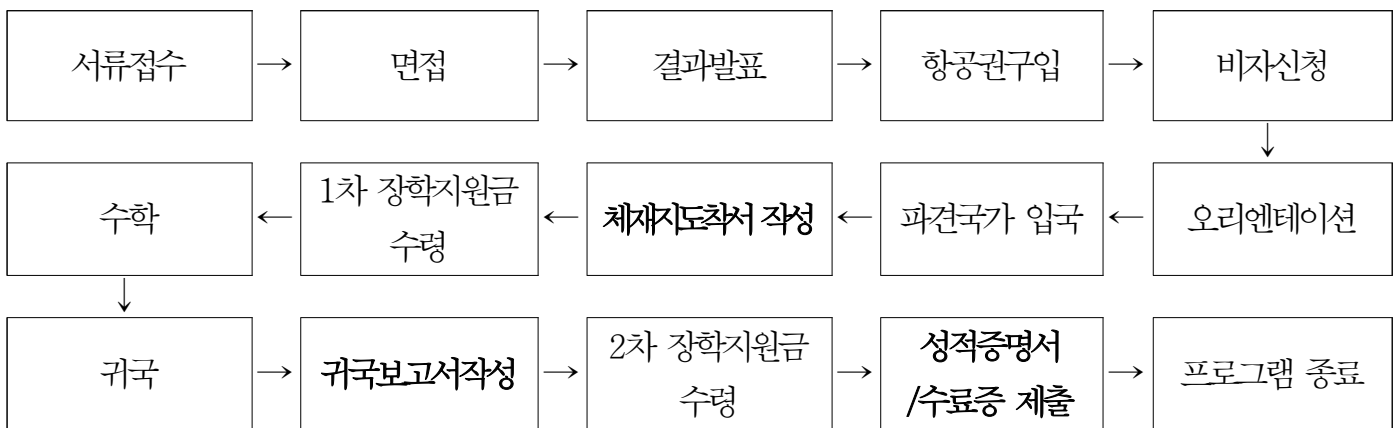 서류접수 → 면접 → 결과발표 → 항공권구입 → 비자신청
↓
수학 ← 1차 장학지원금
수령 ← 체재지도착서 작성 ← 파견국가 입국 ← 오리엔테이션
↓
귀국 → 귀국보고서작성 → 2차 장학지원금
수령 → 성적증명서
/수료증 제출 → 프로그램 종료